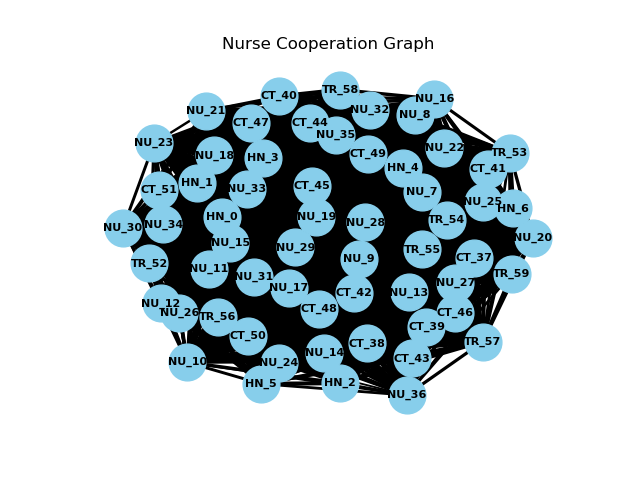 Nurse Cooperation Graph
TR_58
CT_40
NU_16
NU_21
NU_32
NU_8
CT_47
CT_44
NU_35
NU_23
NU_22
TR_53
NU_18
HN_3
CT_49
HN_4
CT_41
HN_1
CT_51
NU_33
CT_45
NU_7
NU_25
HN_6
HN_0
NU_19
NU_28
TR_54
NU_34
NU_30
NU_15
NU_29
TR_55
NU_20
TR_52
NU_11
NU_9
CT_37
NU_31
TR_59
NU_17
NU_27
CT_42
NU_13
NU_12
NU_26
TR_56
CT_48
CT_46
CT_39
CT_50
CT_38
TR_57
NU_10
NU_24
NU_14
CT_43
HN_5
HN_2
NU_36